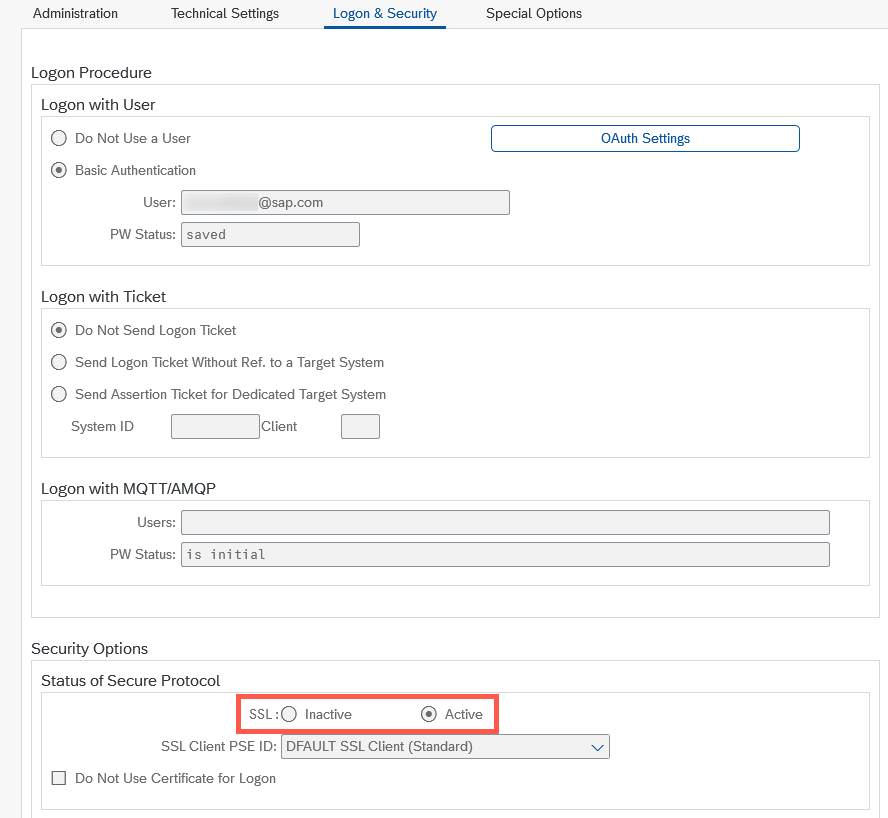 Administration Technical Settings Logon & Security Special Options
Logon Procedure
Logon with User
Do Not Use a User OAuth Settings
Basic Authentication
User: @sap.com
PW Status: saved
Logon with Ticket
Do Not Send Logon Ticket
Send Logon Ticket Without Ref. to a Target System
Send Assertion Ticket for Dedicated Target System
System ID Client
Logon with MQTT/AMQP
Users:
PW Status: is initial
Security Options
Status of Secure Protocol
SSL: Inactive Active
SSL Client PSE ID: DFAULT SSL Client (Standard)
Do Not Use Certificate for Logon